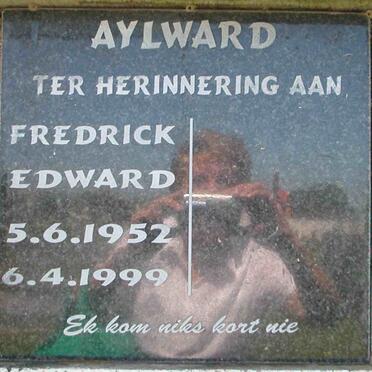 AYLWARD
TER HERINNERING AAN
FREDRICK
EDWARD
5.6.1952
6.4.1999
Ek kom niks kort nie